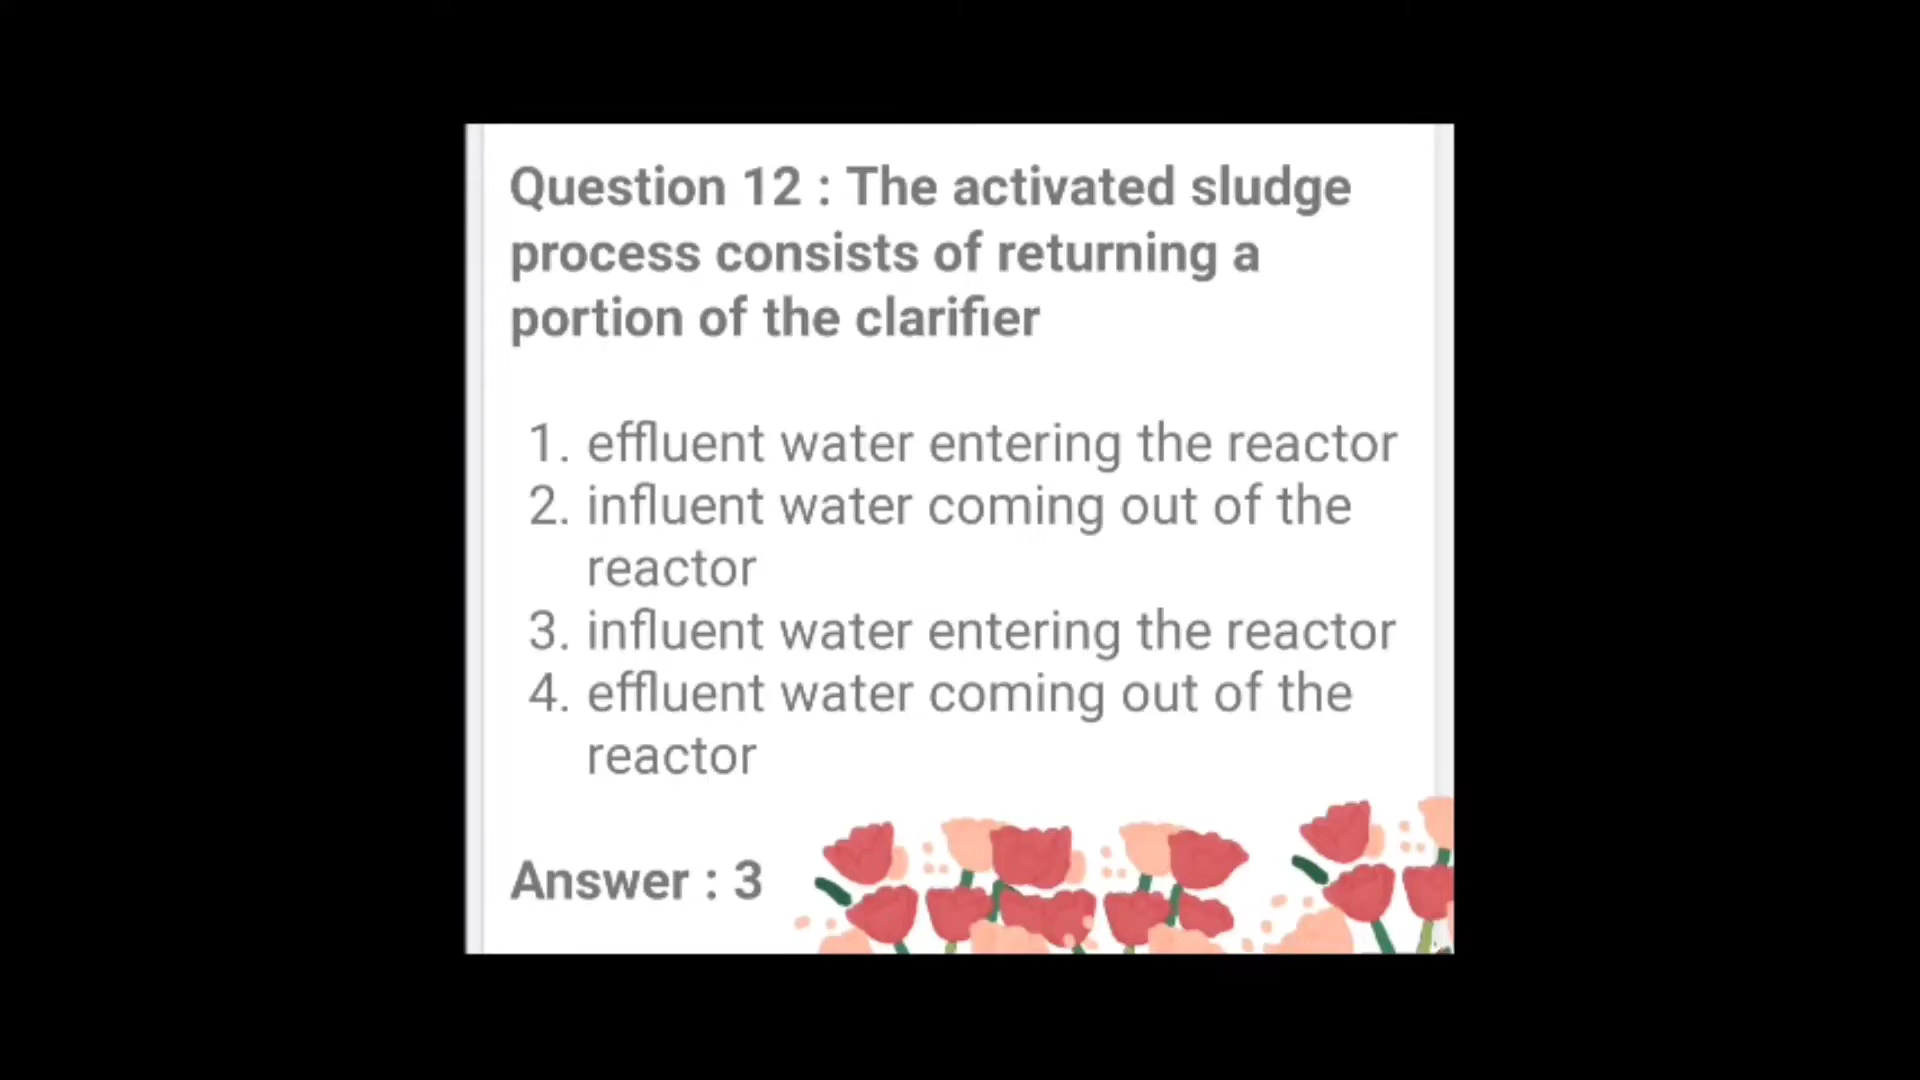 Question 12 : The activated sludge
process consists of returning a
portion of the clarifier
1. effluent water entering the reactor
2. influent water coming out of the
reactor
3. influent water entering the reactor
4. effluent water coming out of the
reactor
Answer : 3